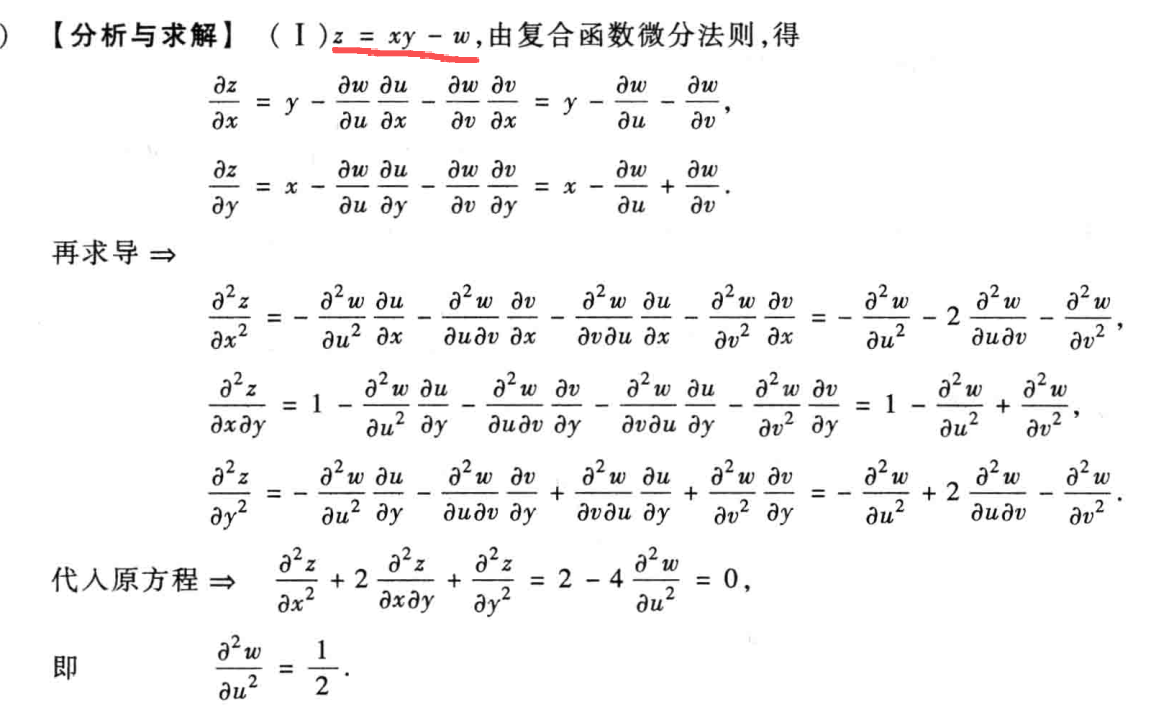 ) 【分析与求解】 (Ⅰ)z = xy - w,由复合函数微分法则,得
∂z/∂x = y - ∂w/∂u ∂u/∂x - ∂w/∂v ∂v/∂x = y - ∂w/∂u - ∂w/∂v,
∂z/∂y = x - ∂w/∂u ∂u/∂y - ∂w/∂v ∂v/∂y = x - ∂w/∂u + ∂w/∂v.
再求导 ⇒
∂²z/∂x² = - ∂²w/∂u² ∂u/∂x - ∂²w/∂u∂v ∂v/∂x - ∂²w/∂v∂u ∂u/∂x - ∂²w/∂v² ∂v/∂x = - ∂²w/∂u² - 2 ∂²w/∂u∂v - ∂²w/∂v²,
∂²z/∂x∂y = 1 - ∂²w/∂u² ∂u/∂y - ∂²w/∂u∂v ∂v/∂y - ∂²w/∂v∂u ∂u/∂y - ∂²w/∂v² ∂v/∂y = 1 - ∂²w/∂u² + ∂²w/∂v²,
∂²z/∂y² = - ∂²w/∂u² ∂u/∂y - ∂²w/∂u∂v ∂v/∂y + ∂²w/∂v∂u ∂u/∂y + ∂²w/∂v² ∂v/∂y = - ∂²w/∂u² + 2 ∂²w/∂u∂v - ∂²w/∂v².
代入原方程 ⇒ ∂²z/∂x² + 2 ∂²z/∂x∂y + ∂²z/∂y² = 2 - 4 ∂²w/∂u² = 0,
即 ∂²w/∂u² = 1/2.